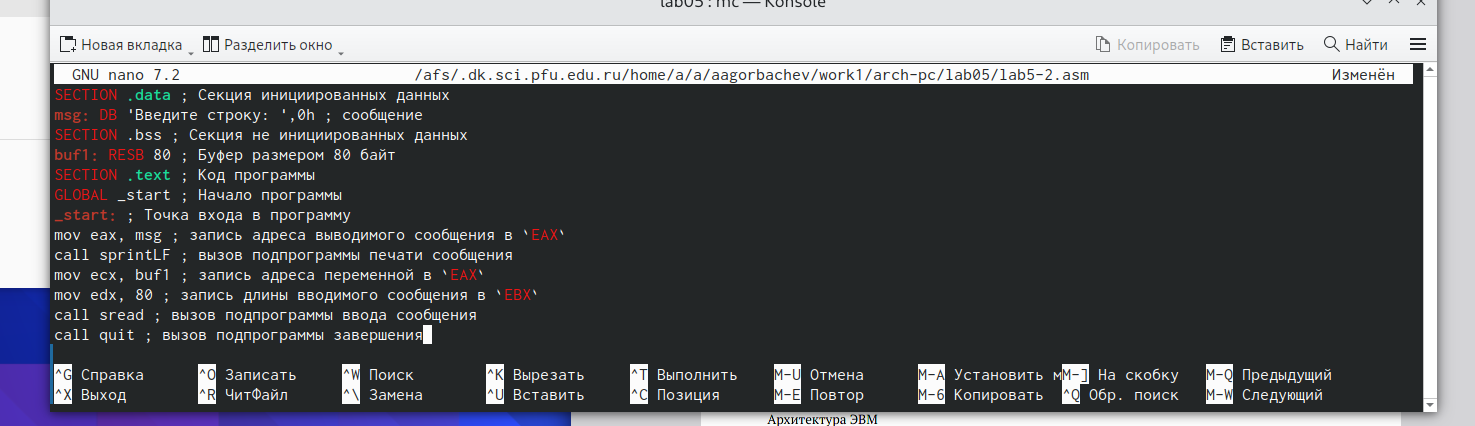 lab05 : mc — Konsole
Новая вкладка Разделить окно Копировать Вставить Найти
GNU nano 7.2 /afs/.dk.sci.pfu.edu.ru/home/a/a/aagorbachev/work1/arch-pc/lab05/lab5-2.asm Изменён
SECTION .data ; Секция инициированных данных
msg: DB 'Введите строку: ',0h ; сообщение
SECTION .bss ; Секция не инициированных данных
buf1: RESB 80 ; Буфер размером 80 байт
SECTION .text ; Код программы
GLOBAL _start ; Начало программы
_start: ; Точка входа в программу
mov eax, msg ; запись адреса выводимого сообщения в `EAX`
call sprintLF ; вызов подпрограммы печати сообщения
mov ecx, buf1 ; запись адреса переменной в `EAX`
mov edx, 80 ; запись длины вводимого сообщения в `EBX`
call sread ; вызов подпрограммы ввода сообщения
call quit ; вызов подпрограммы завершения
^G Справка ^O Записать ^W Поиск ^K Вырезать ^T Выполнить M-U Отмена M-A Установить мM-] На скобку M-Q Предыдущий
^X Выход ^R ЧитФайл ^\ Замена ^U Вставить ^C Позиция M-E Повтор M-6 Копировать ^Q Обр. поиск M-W Следующий
Архитектура ЭВМ